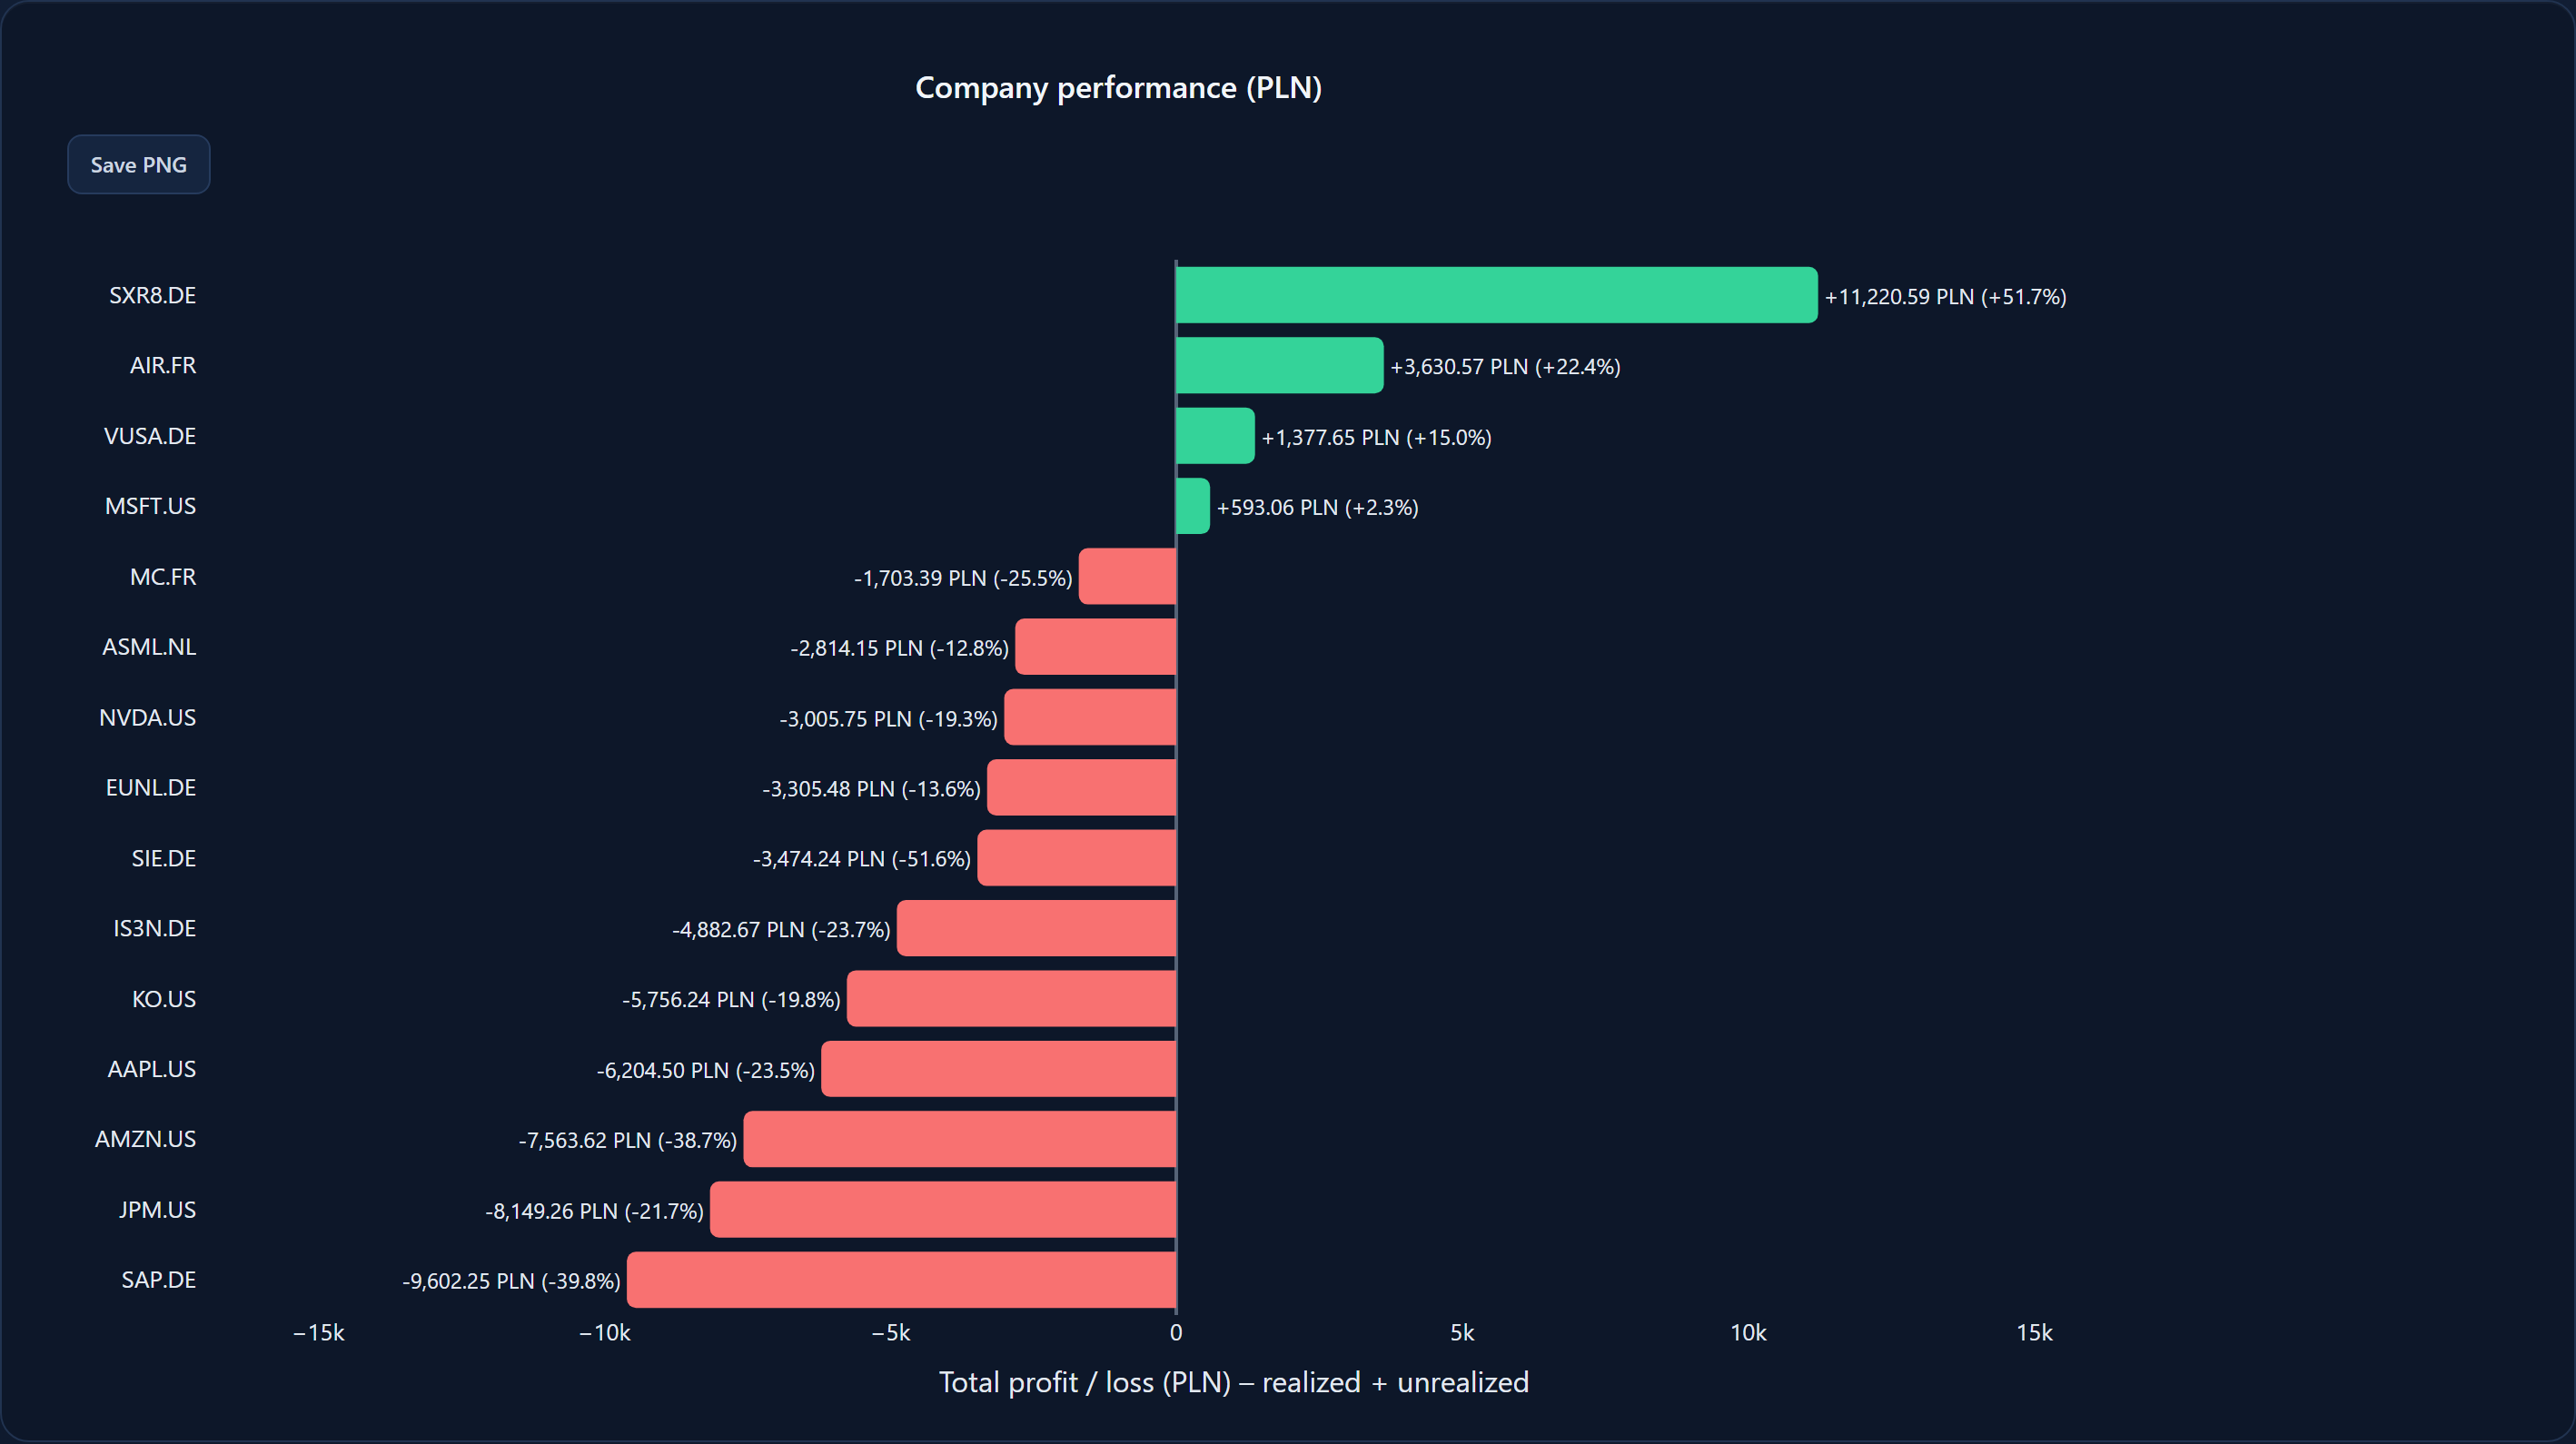 Company performance (PLN)
Save PNG
SXR8.DE +11,220.59 PLN (+51.7%)
AIR.FR +3,630.57 PLN (+22.4%)
VUSA.DE +1,377.65 PLN (+15.0%)
MSFT.US +593.06 PLN (+2.3%)
MC.FR -1,703.39 PLN (-25.5%)
ASML.NL -2,814.15 PLN (-12.8%)
NVDA.US -3,005.75 PLN (-19.3%)
EUNL.DE -3,305.48 PLN (-13.6%)
SIE.DE -3,474.24 PLN (-51.6%)
IS3N.DE -4,882.67 PLN (-23.7%)
KO.US -5,756.24 PLN (-19.8%)
AAPL.US -6,204.50 PLN (-23.5%)
AMZN.US -7,563.62 PLN (-38.7%)
JPM.US -8,149.26 PLN (-21.7%)
SAP.DE -9,602.25 PLN (-39.8%)
−15k −10k −5k 0 5k 10k 15k
Total profit / loss (PLN) – realized + unrealized